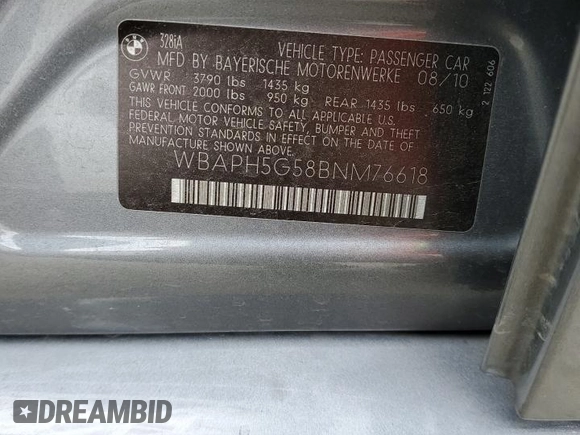 BMW
328iA
VEHICLE TYPE: PASSENGER CAR
MFD BY BAYERISCHE MOTORENWERKE 08/10
GVWR 3790 lbs 1435 kg
GAWR FRONT: 2000 lbs 950 kg REAR 1435 lbs 650 kg
THIS VEHICLE CONFORMS TO ALL APPLICABLE U.S.
FEDERAL MOTOR VEHICLE SAFETY, BUMPER AND
THEFT PREVENTION STANDARDS IN EFFECT ON THE DATE OF
MANUFACTURE SHOWN ABOVE.
WBAPH5G58BNM76618
2 122 606
DREAMBID